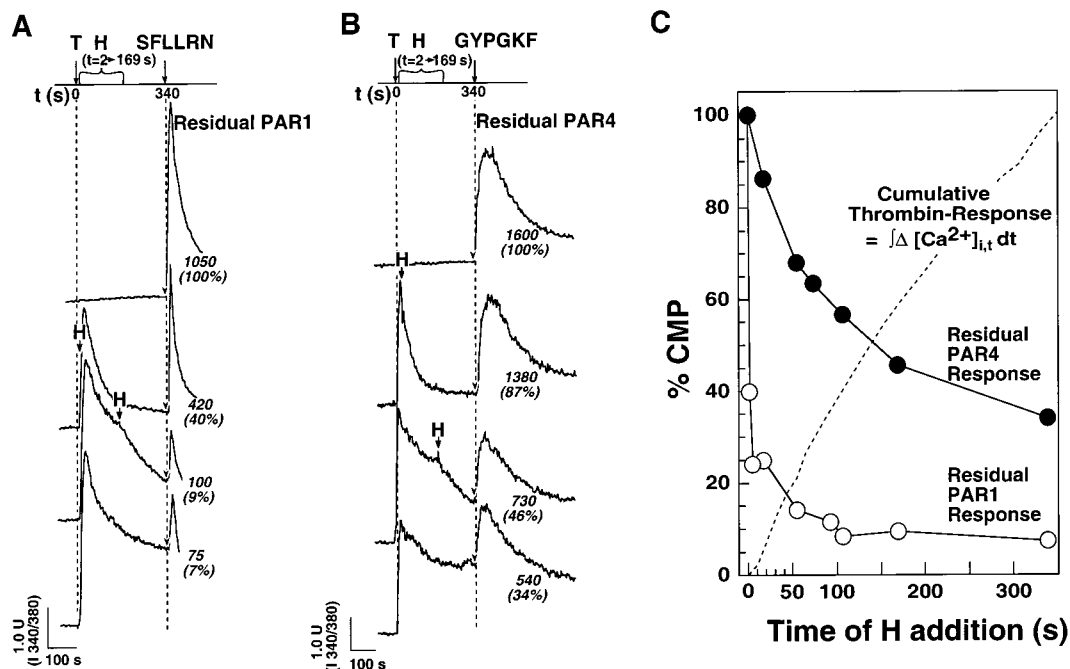 A
T H SFLLRN
(t=2➔169 s)
t (s) 0 340
Residual PAR1
1050
(100%)
H
420
(40%)
H
100
(9%)
75
(7%)
1.0 U
(I 340/380)
100 s
B
T H GYPGKF
(t=2➔169 s)
t (s) 0 340
Residual PAR4
1600
(100%)
H
1380
(87%)
H
730
(46%)
540
(34%)
1.0 U
(I 340/380)
100 s
C
% CMP
100
80
60
40
20
0
Cumulative
Thrombin-Response
= ∫Δ [Ca2+]i,t dt
Residual
PAR4
Response
Residual
PAR1
Response
0 50 100 200 300
Time of H addition (s)